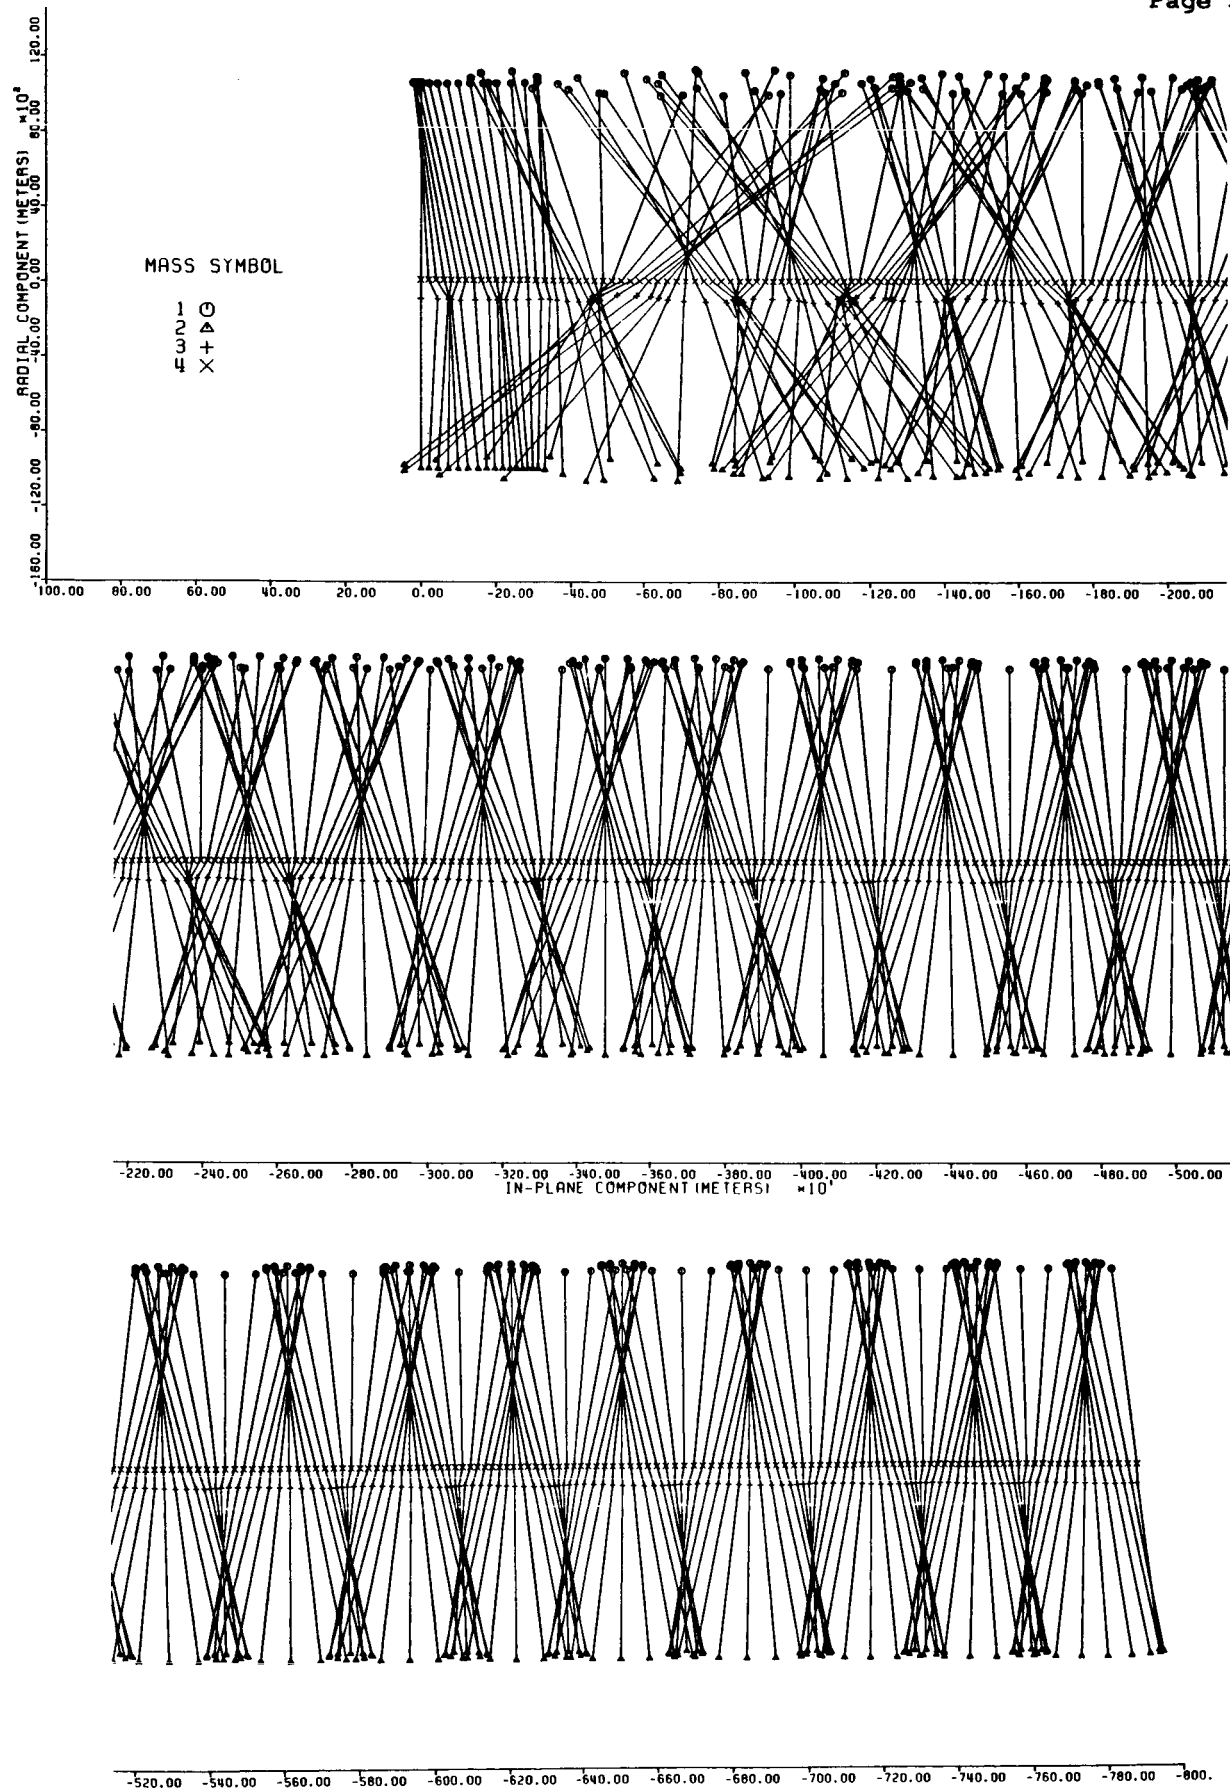 Page
120.00
80.00
40.00
0.00
-40.00
-80.00
-120.00
-160.00
RADIAL COMPONENT (METERS) ×10²
MASS SYMBOL
1
2
3 +
4 ×
100.00 80.00 60.00 40.00 20.00 0.00 -20.00 -40.00 -60.00 -80.00 -100.00 -120.00 -140.00 -160.00 -180.00 -200.00
-220.00 -240.00 -260.00 -280.00 -300.00 -320.00 -340.00 -360.00 -380.00 -400.00 -420.00 -440.00 -460.00 -480.00 -500.00
IN-PLANE COMPONENT (METERS) ×10¹
-520.00 -540.00 -560.00 -580.00 -600.00 -620.00 -640.00 -660.00 -680.00 -700.00 -720.00 -740.00 -760.00 -780.00 -800.